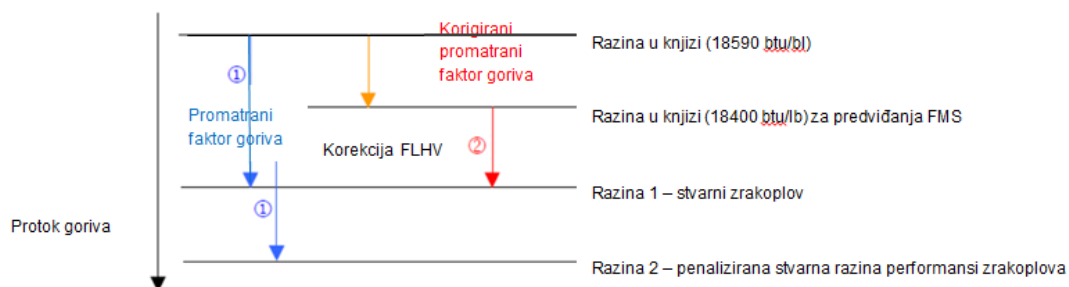 Korigirani
promatrani
faktor goriva
Razina u knjizi (18590 btu/bl)
①
Promatrani
faktor goriva
Razina u knjizi (18400 btu/lb) za predviđanja FMS
Korekcija FLHV
②
Razina 1 – stvarni zrakoplov
①
Protok goriva
Razina 2 – penalizirana stvarna razina performansi zrakoplova